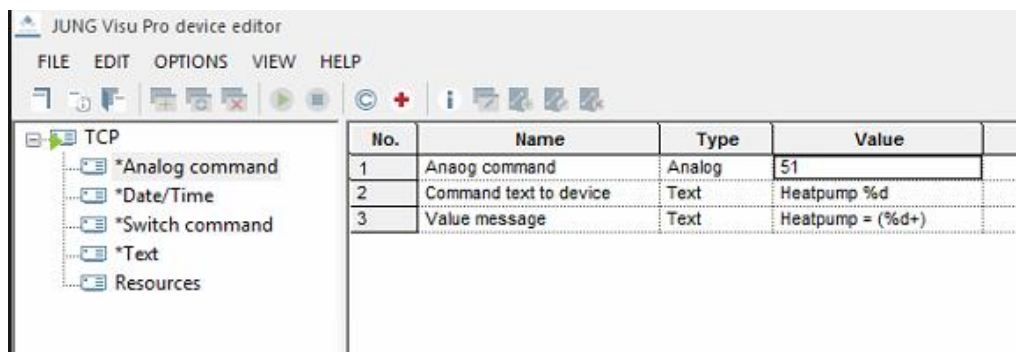 JUNG Visu Pro device editor
FILE EDIT OPTIONS VIEW HELP
TCP
*Analog command
*Date/Time
*Switch command
*Text
Resources
No. Name Type Value
1 Anaog command Analog 51
2 Command text to device Text Heatpump %d
3 Value message Text Heatpump = (%d+)